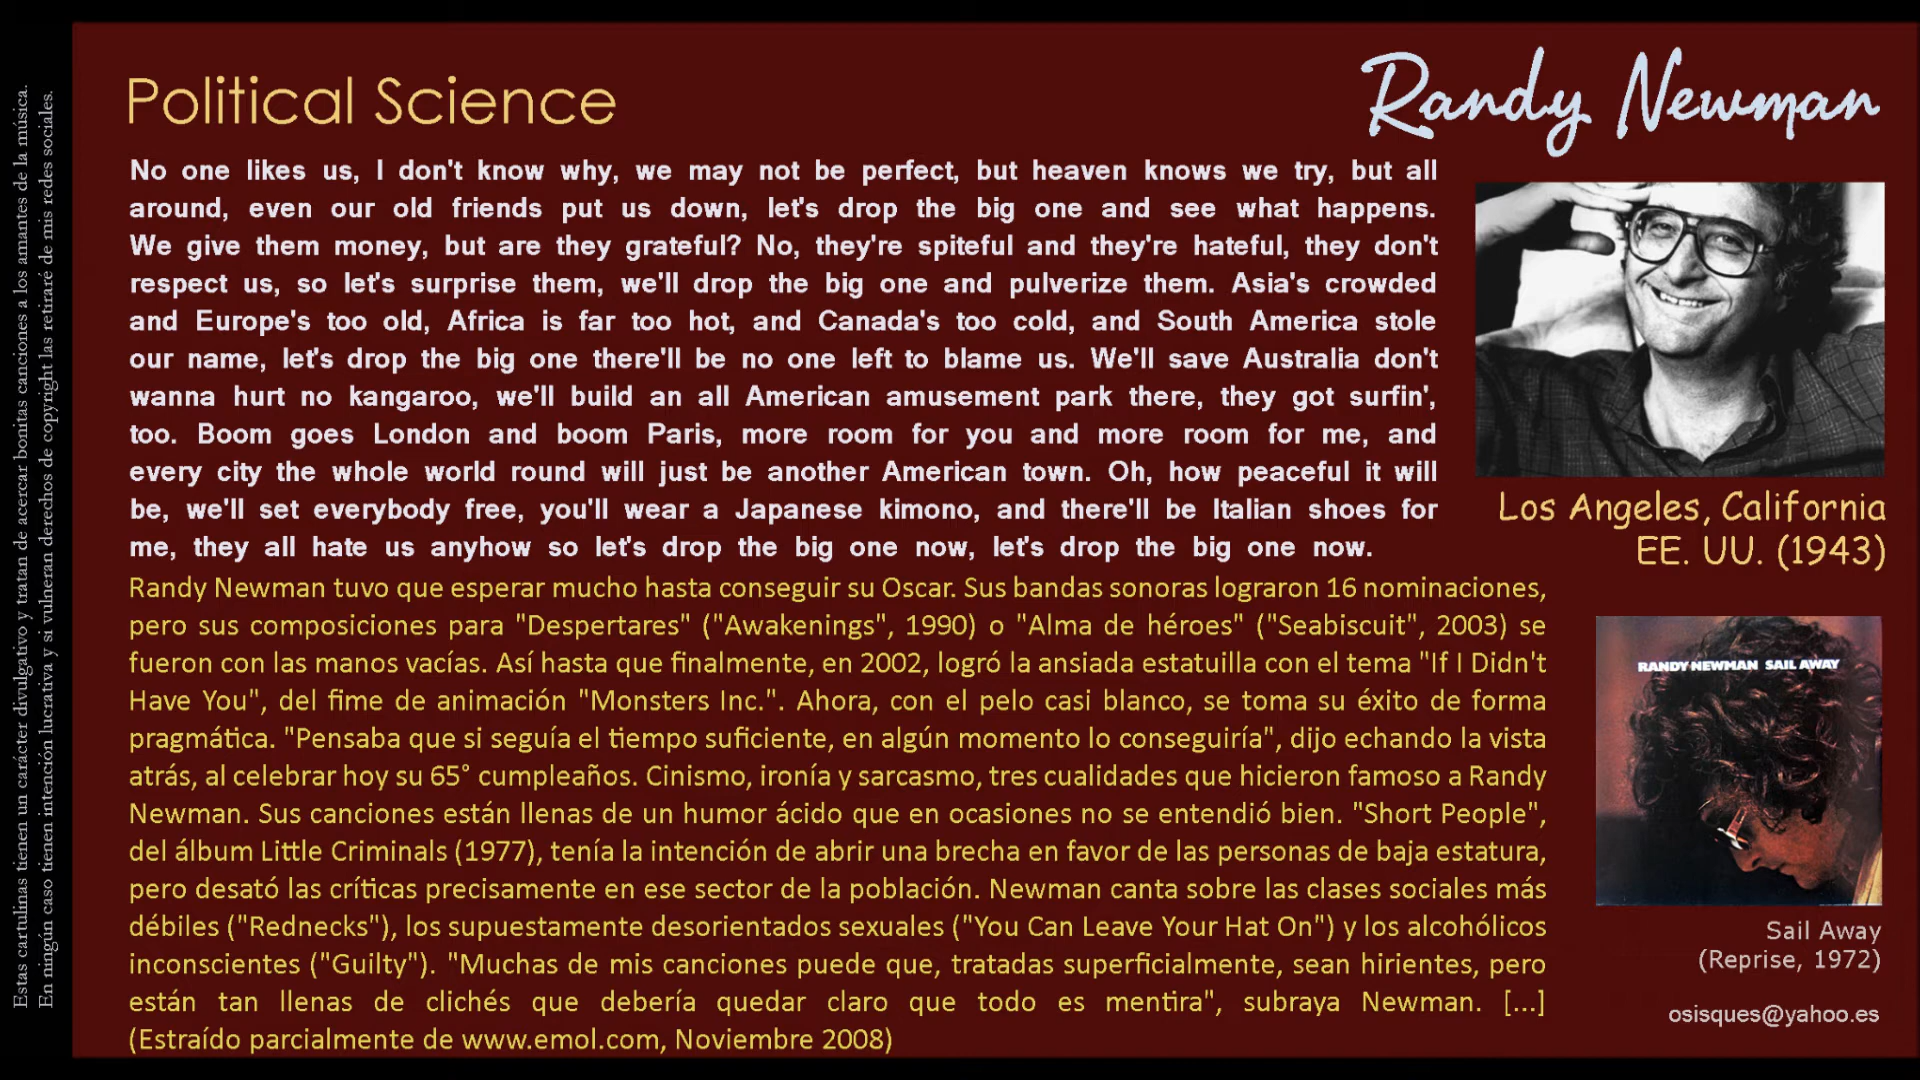 Political Science
Randy Newman
No one likes us, I don't know why, we may not be perfect, but heaven knows we try, but all
around, even our old friends put us down, let's drop the big one and see what happens.
We give them money, but are they grateful? No, they're spiteful and they're hateful, they don't
respect us, so let's surprise them, we'll drop the big one and pulverize them. Asia's crowded
and Europe's too old, Africa is far too hot, and Canada's too cold, and South America stole
our name, let's drop the big one there'll be no one left to blame us. We'll save Australia don't
wanna hurt no kangaroo, we'll build an all American amusement park there, they got surfin',
too. Boom goes London and boom Paris, more room for you and more room for me, and
every city the whole world round will just be another American town. Oh, how peaceful it will
be, we'll set everybody free, you'll wear a Japanese kimono, and there'll be Italian shoes for
me, they all hate us anyhow so let's drop the big one now, let's drop the big one now.
Randy Newman tuvo que esperar mucho hasta conseguir su Oscar. Sus bandas sonoras lograron 16 nominaciones,
pero sus composiciones para "Despertares" ("Awakenings", 1990) o "Alma de héroes" ("Seabiscuit", 2003) se
fueron con las manos vacías. Así hasta que finalmente, en 2002, logró la ansiada estatuilla con el tema "If I Didn't
Have You", del fime de animación "Monsters Inc.". Ahora, con el pelo casi blanco, se toma su éxito de forma
pragmática. "Pensaba que si seguía el tiempo suficiente, en algún momento lo conseguiría", dijo echando la vista
atrás, al celebrar hoy su 65° cumpleaños. Cinismo, ironía y sarcasmo, tres cualidades que hicieron famoso a Randy
Newman. Sus canciones están llenas de un humor ácido que en ocasiones no se entendió bien. "Short People",
del álbum Little Criminals (1977), tenía la intención de abrir una brecha en favor de las personas de baja estatura,
pero desató las críticas precisamente en ese sector de la población. Newman canta sobre las clases sociales más
débiles ("Rednecks"), los supuestamente desorientados sexuales ("You Can Leave Your Hat On") y los alcohólicos
inconscientes ("Guilty"). "Muchas de mis canciones puede que, tratadas superficialmente, sean hirientes, pero
están tan llenas de clichés que debería quedar claro que todo es mentira", subraya Newman. [...]
(Estraído parcialmente de www.emol.com, Noviembre 2008)
Los Angeles, California
EE. UU. (1943)
RANDY NEWMAN SAIL AWAY
Sail Away
(Reprise, 1972)
osisques@yahoo.es
Estas cartulinas tienen un carácter divulgativo y tratan de acercar bonitas canciones a los amantes de la música.
En ningún caso tienen intención lucrativa y si vulneran derechos de copyright las retiraré de mis redes sociales.